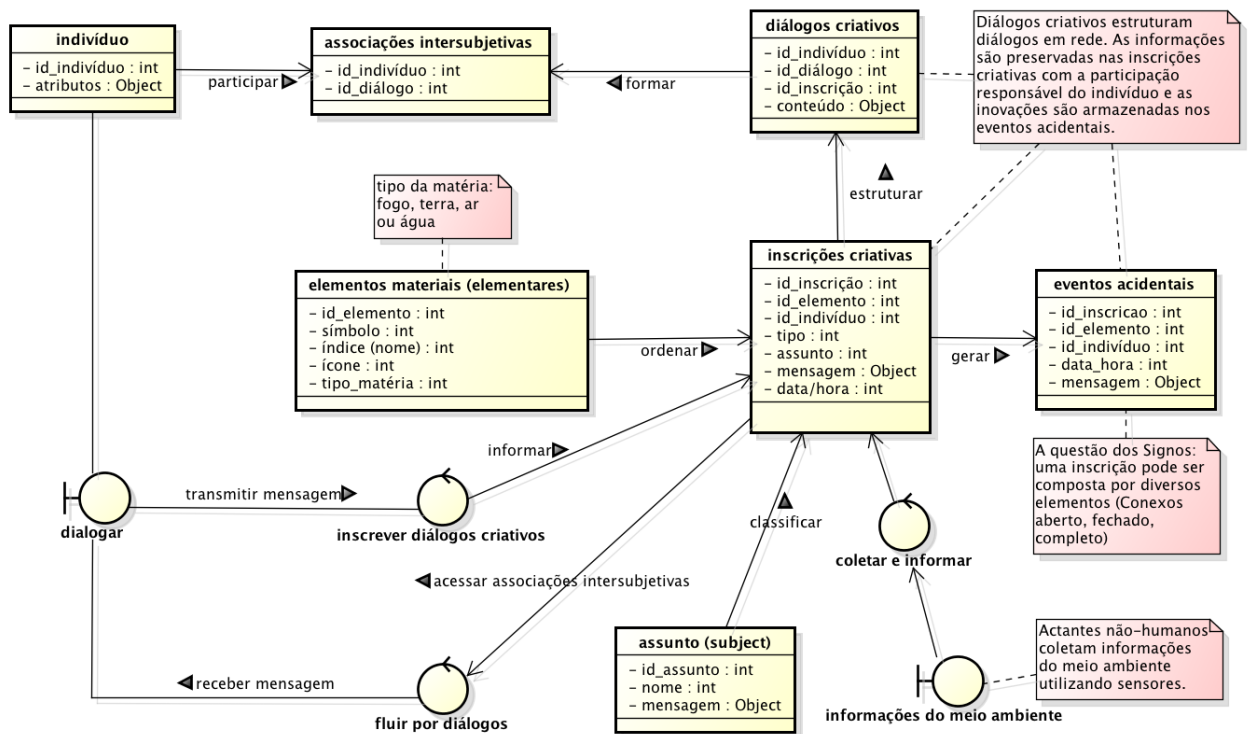 indivíduo
– id_indivíduo : int
– atributos : Object
participar
associações intersubjetivas
– id_indivíduo : int
– id_diálogo : int
formar
diálogos criativos
– id_indivíduo : int
– id_diálogo : int
– id_inscrição : int
– conteúdo : Object
Diálogos criativos estruturam
diálogos em rede. As informações
são preservadas nas inscrições
criativas com a participação
responsável do indivíduo e as
inovações são armazenadas nos
eventos acidentais.
estruturar
tipo da matéria:
fogo, terra, ar
ou água
elementos materiais (elementares)
– id_elemento : int
– símbolo : int
– índice (nome) : int
– ícone : int
– tipo_matéria : int
ordenar
inscrições criativas
– id_inscrição : int
– id_elemento : int
– id_indivíduo : int
– tipo : int
– assunto : int
– mensagem : Object
– data/hora : int
gerar
eventos acidentais
– id_inscricao : int
– id_elemento : int
– id_indivíduo : int
– data_hora : int
– mensagem : Object
A questão dos Signos:
uma inscrição pode ser
composta por diversos
elementos (Conexos
aberto, fechado,
completo)
informar
transmitir mensagem
dialogar
inscrever diálogos criativos
classificar
coletar e informar
acessar associações intersubjetivas
assunto (subject)
– id_assunto : int
– nome : int
– mensagem : Object
Actantes não-humanos
coletam informações
do meio ambiente
utilizando sensores.
receber mensagem
fluir por diálogos
informações do meio ambiente